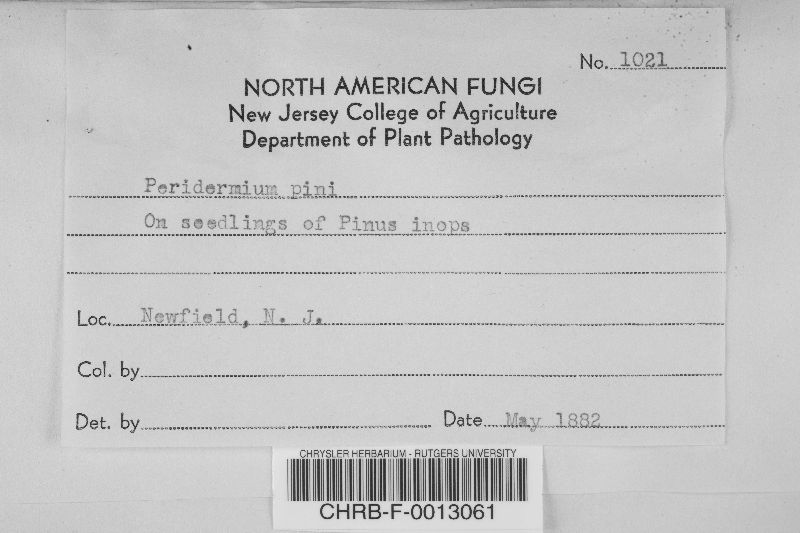 No. 1021
NORTH AMERICAN FUNGI
New Jersey College of Agriculture
Department of Plant Pathology
Peridermium pini
On seedlings of Pinus inops
Loc. Newfield, N. J.
Col. by
Det. by Date May 1882
CHRYSLER HERBARIUM - RUTGERS UNIVERSITY
CHRB-F-0013061